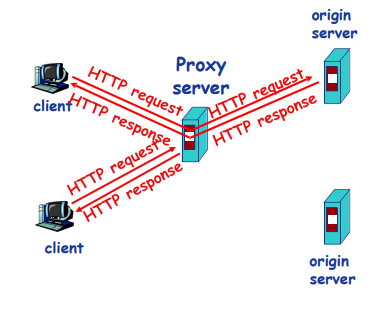 origin
server
Proxy
server
client
HTTP request
HTTP response
HTTP request
HTTP response
HTTP request
HTTP response
client
origin
server